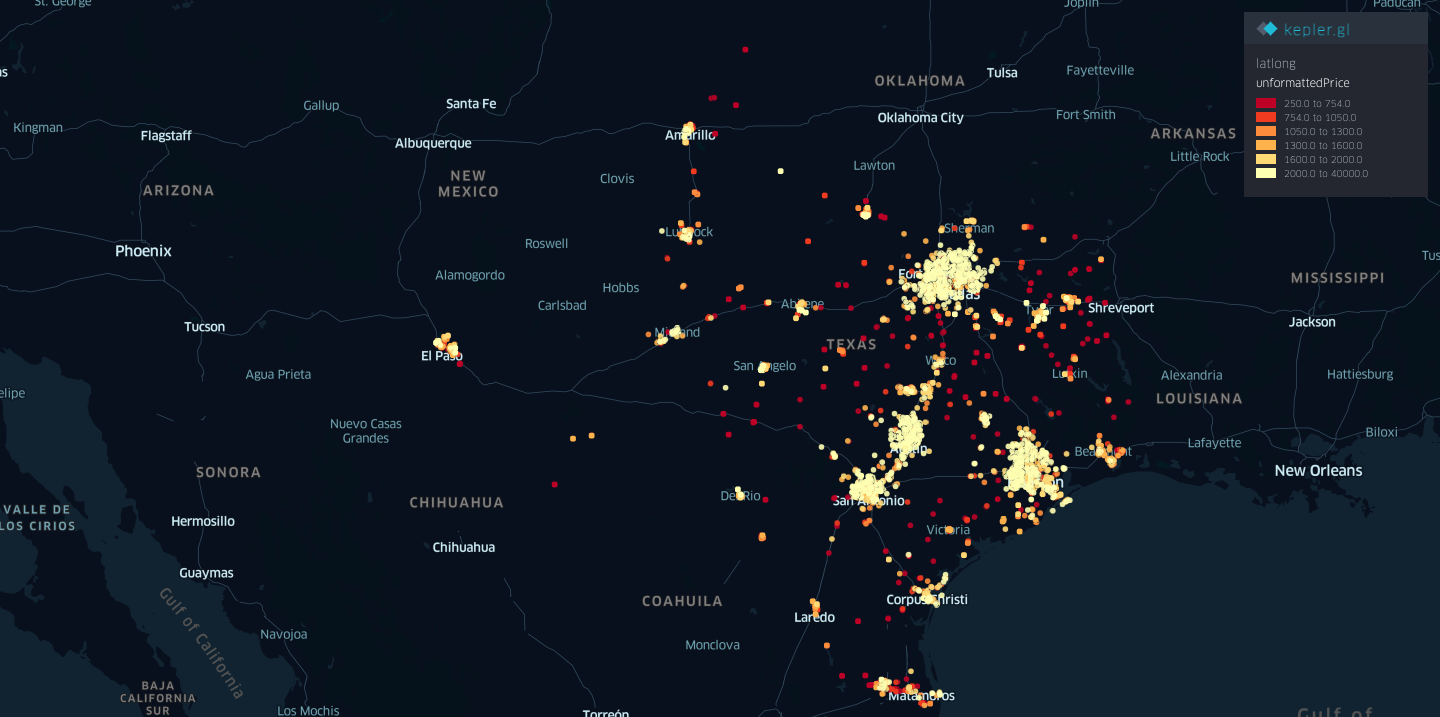 St. George
Joplin
Paducah
kepler.gl
latlong
unformattedPrice
250.0 to 754.0
754.0 to 1050.0
1050.0 to 1300.0
1300.0 to 1600.0
1600.0 to 2000.0
2000.0 to 40000.0
OKLAHOMA
Tulsa
Fayetteville
Gallup
Santa Fe
Kingman
Flagstaff
Albuquerque
Amarillo
Oklahoma City
Fort Smith
ARKANSAS
Little Rock
ARIZONA
NEW
MEXICO
Clovis
Lawton
Phoenix
Roswell
Lubbock
Sherman
Alamogordo
Hobbs
Carlsbad
Fort
Dallas
MISSISSIPPI
Tus
Tucson
El Paso
Midland
Abilene
Tyler
Shreveport
Jackson
TEXAS
Agua Prieta
San Angelo
Waco
Lufkin
Alexandria
Hattiesburg
LOUISIANA
elipe
Nuevo Casas
Grandes
Austin
Beaumont
Lafayette
Biloxi
SONORA
New Orleans
CHIHUAHUA
Del Rio
San Antonio
Houston
VALLE DE
LOS CIRIOS
Hermosillo
Victoria
Chihuahua
Guaymas
Gulf of California
COAHUILA
Laredo
Corpus Christi
Navojoa
Monclova
BAJA
CALIFORNIA
SUR
Los Mochis
Torreón
Matamoros
Gulf of